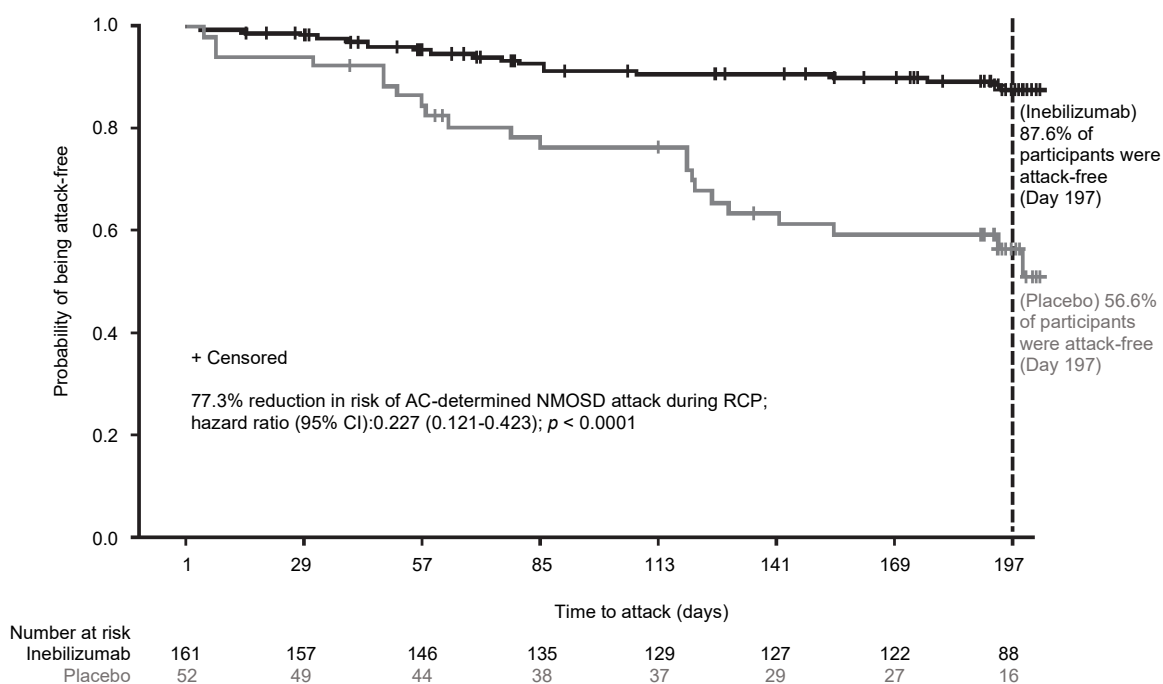 1.0
0.8
0.6
0.4
0.2
0.0
Probability of being attack-free
(Inebilizumab)
87.6% of
participants were
attack-free
(Day 197)
(Placebo) 56.6%
of participants
were attack-free
(Day 197)
+ Censored
77.3% reduction in risk of AC-determined NMOSD attack during RCP;
hazard ratio (95% CI):0.227 (0.121-0.423); p < 0.0001
1 29 57 85 113 141 169 197
Time to attack (days)
Number at risk
Inebilizumab 161 157 146 135 129 127 122 88
Placebo 52 49 44 38 37 29 27 16